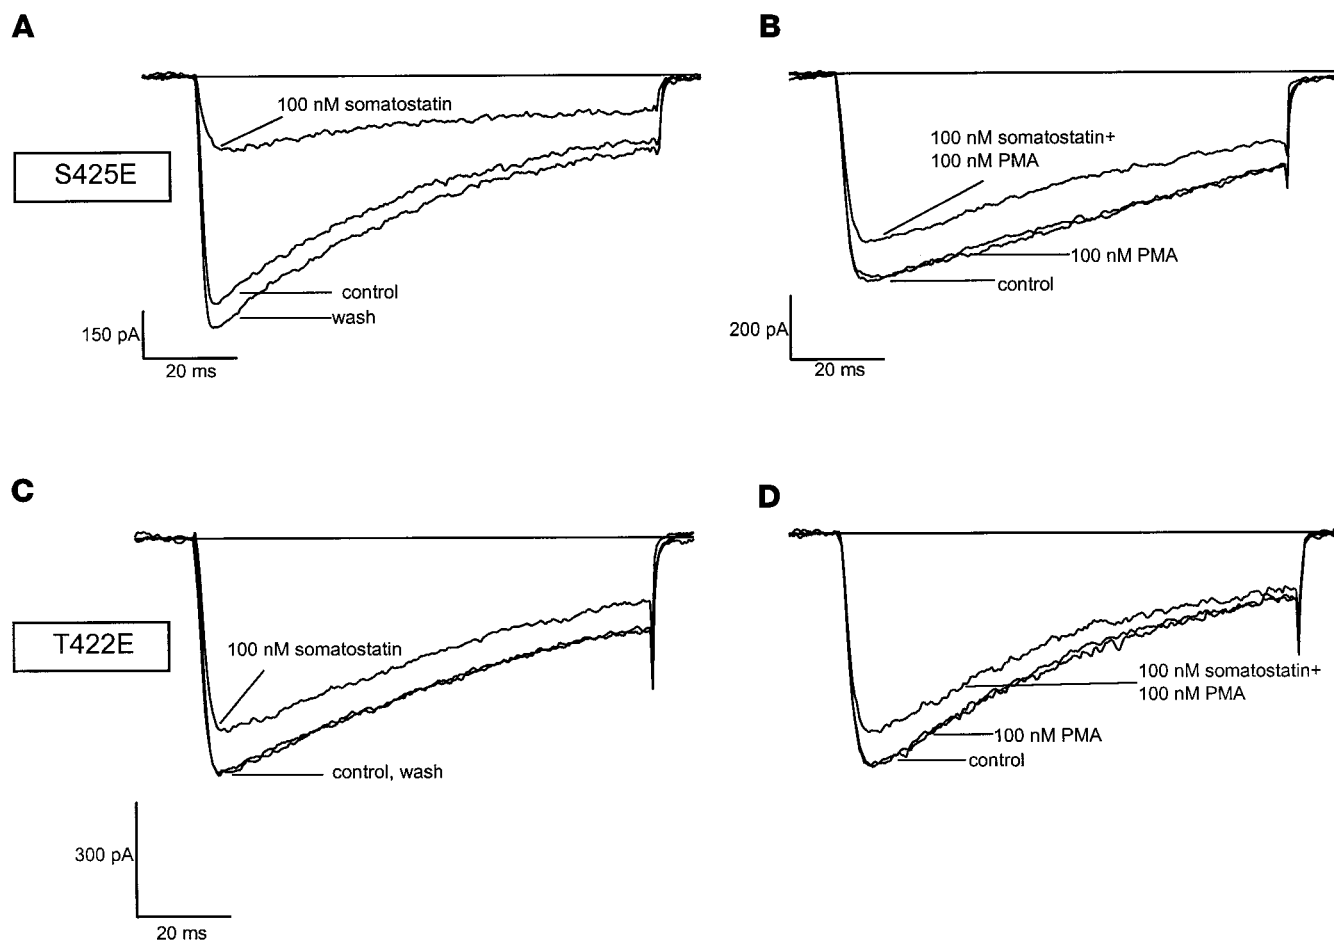 A
100 nM somatostatin
S425E
control
wash
150 pA
20 ms
B
100 nM somatostatin+
100 nM PMA
100 nM PMA
control
200 pA
20 ms
C
T422E
100 nM somatostatin
control, wash
300 pA
20 ms
D
100 nM somatostatin+
100 nM PMA
100 nM PMA
control